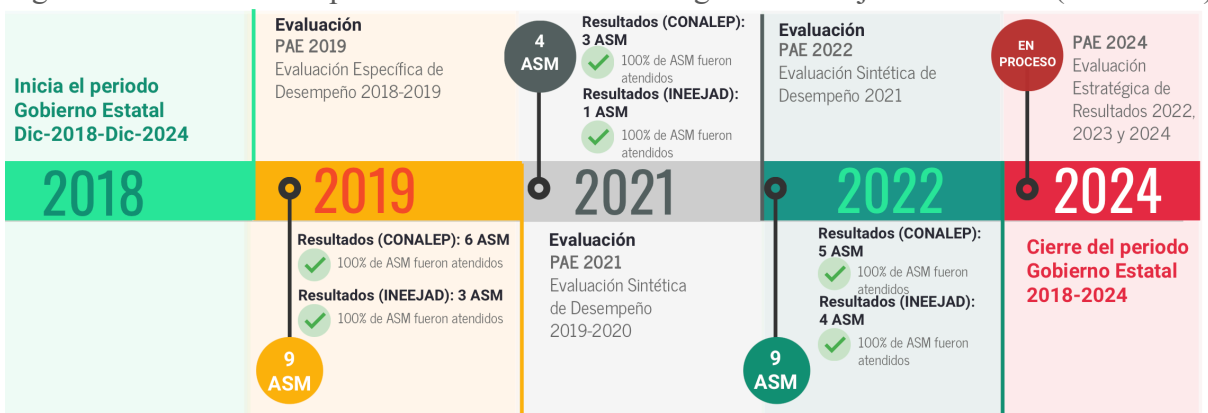 Inicia el periodo
Gobierno Estatal
Dic-2018-Dic-2024
2018
Evaluación
PAE 2019
Evaluación Específica de
Desempeño 2018-2019
2019
Resultados (CONALEP): 6 ASM
100% de ASM fueron atendidos
Resultados (INEEJAD): 3 ASM
100% de ASM fueron atendidos
9
ASM
4
ASM
Resultados (CONALEP):
3 ASM
100% de ASM fueron
atendidos
Resultados (INEEJAD):
1 ASM
100% de ASM fueron
atendidos
2021
Evaluación
PAE 2021
Evaluación Sintética
de Desempeño
2019-2020
Evaluación
PAE 2022
Evaluación Sintética de
Desempeño 2021
2022
Resultados (CONALEP):
5 ASM
100% de ASM fueron
atendidos
Resultados (INEEJAD):
4 ASM
100% de ASM fueron
atendidos
9
ASM
EN
PROCESO
PAE 2024
Evaluación
Estratégica de
Resultados 2022,
2023 y 2024
2024
Cierre del periodo
Gobierno Estatal
2018-2024